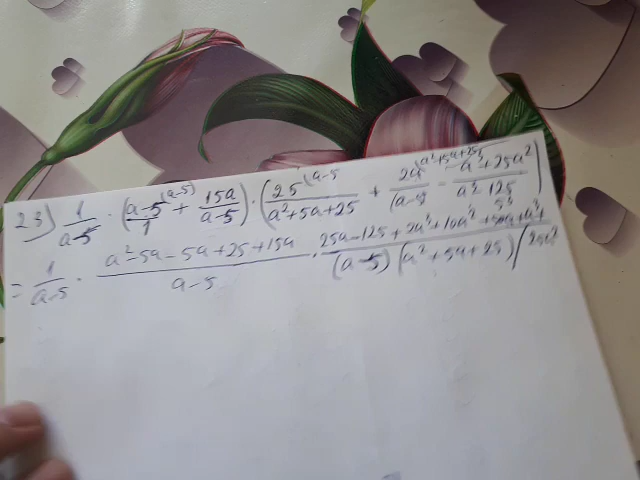 23) 1/(a-5) · ((a-5)^(a-5)/1 + 15a/(a-5)) · (25^(a-5)/(a²+5a+25) + 2a^(a²+5a+25)/(a-5) - (a³+25a²)/(a³-125))
= 1/(a-5) · (a²-5a-5a+25+15a)/(a-5) · (25a-125+2a³+10a²+50a+a³+25a²)/((a-5)(a²+5a+25))